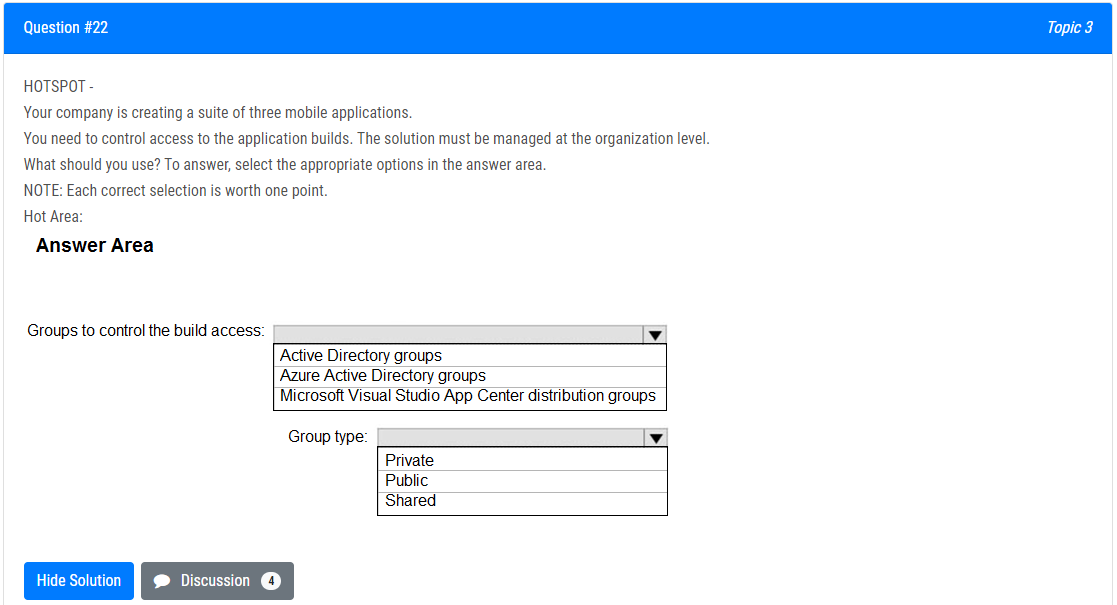 Question #22
Topic 3
HOTSPOT -
Your company is creating a suite of three mobile applications.
You need to control access to the application builds. The solution must be managed at the organization level.
What should you use? To answer, select the appropriate options in the answer area.
NOTE: Each correct selection is worth one point.
Hot Area:
Answer Area
Groups to control the build access:
Active Directory groups
Azure Active Directory groups
Microsoft Visual Studio App Center distribution groups
Group type:
Private
Public
Shared
Hide Solution
Discussion 4